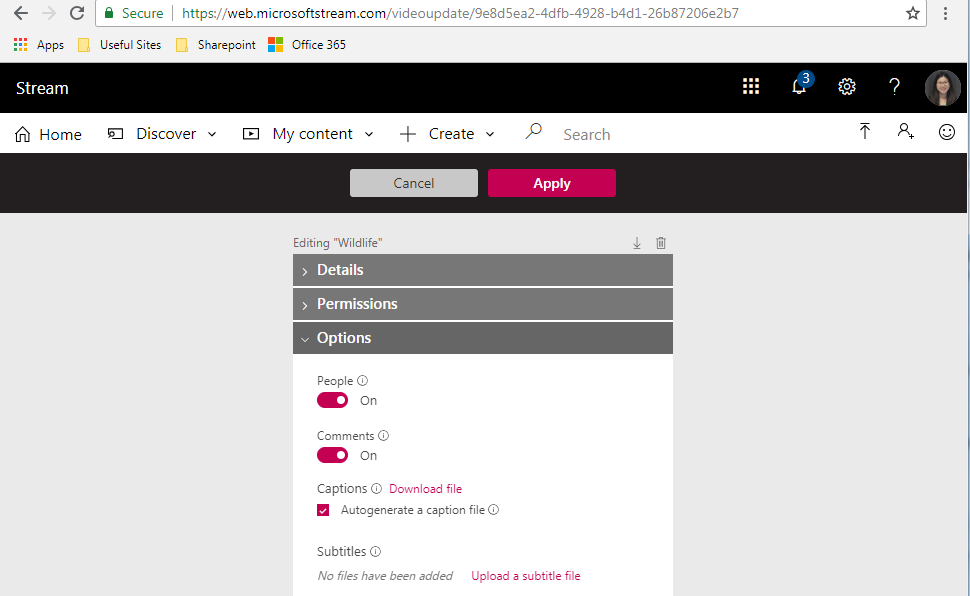 Secure https://web.microsoftstream.com/videoupdate/9e8d5ea2-4dfb-4928-b4d1-26b87206e2b7
Apps Useful Sites Sharepoint Office 365
Stream 3 ?
Home Discover My content Create Search
Cancel Apply
Editing "Wildlife"
Details
Permissions
Options
People
On
Comments
On
Captions Download file
Autogenerate a caption file
Subtitles
No files have been added Upload a subtitle file